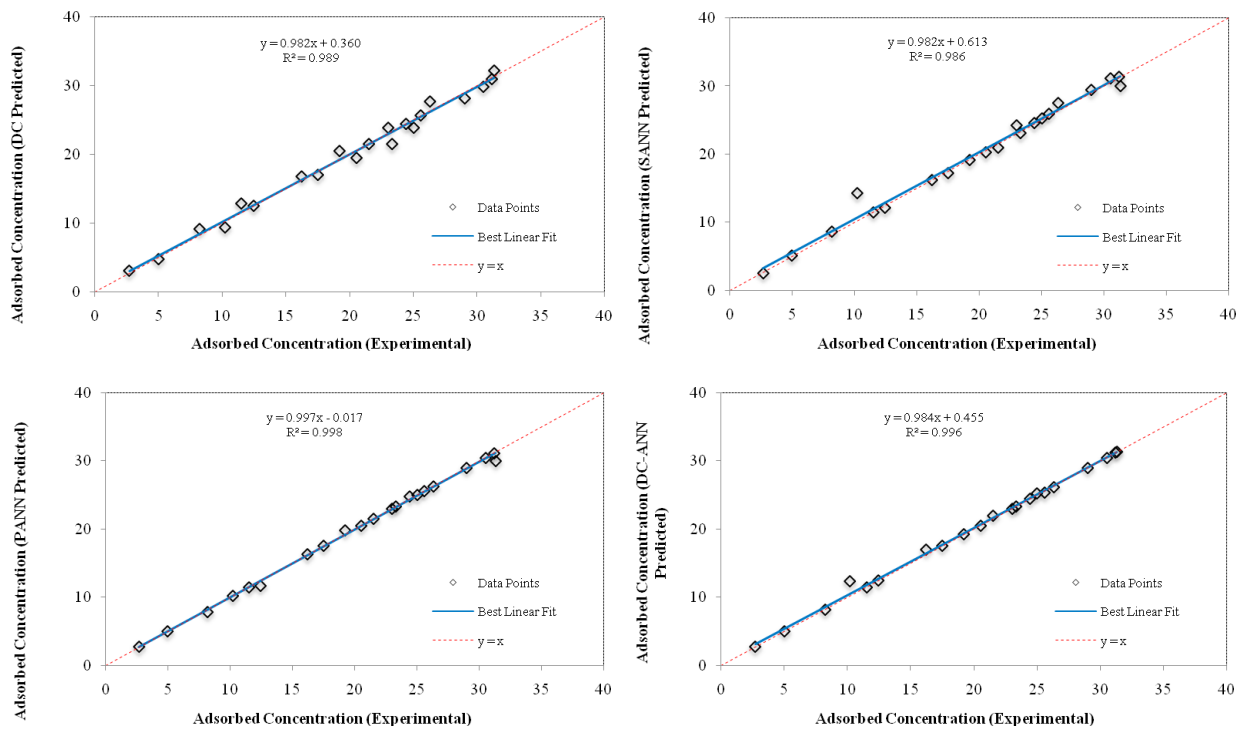 Adsorbed Concentration (DC Predicted)
40
30
20
10
0
y = 0.982x + 0.360
R² = 0.989
Data Points
Best Linear Fit
y = x
0 5 10 15 20 25 30 35 40
Adsorbed Concentration (Experimental)
Adsorbed Concentration (SANN Predicted)
40
30
20
10
0
y = 0.982x + 0.613
R² = 0.986
Data Points
Best Linear Fit
y = x
0 5 10 15 20 25 30 35 40
Adsorbed Concentration (Experimental)
Adsorbed Concentration (PANN Predicted)
40
30
20
10
0
y = 0.997x - 0.017
R² = 0.998
Data Points
Best Linear Fit
y = x
0 5 10 15 20 25 30 35 40
Adsorbed Concentration (Experimental)
Adsorbed Concentration (DC-ANN
Predicted)
40
30
20
10
0
y = 0.984x + 0.455
R² = 0.996
Data Points
Best Linear Fit
y = x
0 5 10 15 20 25 30 35 40
Adsorbed Concentration (Experimental)